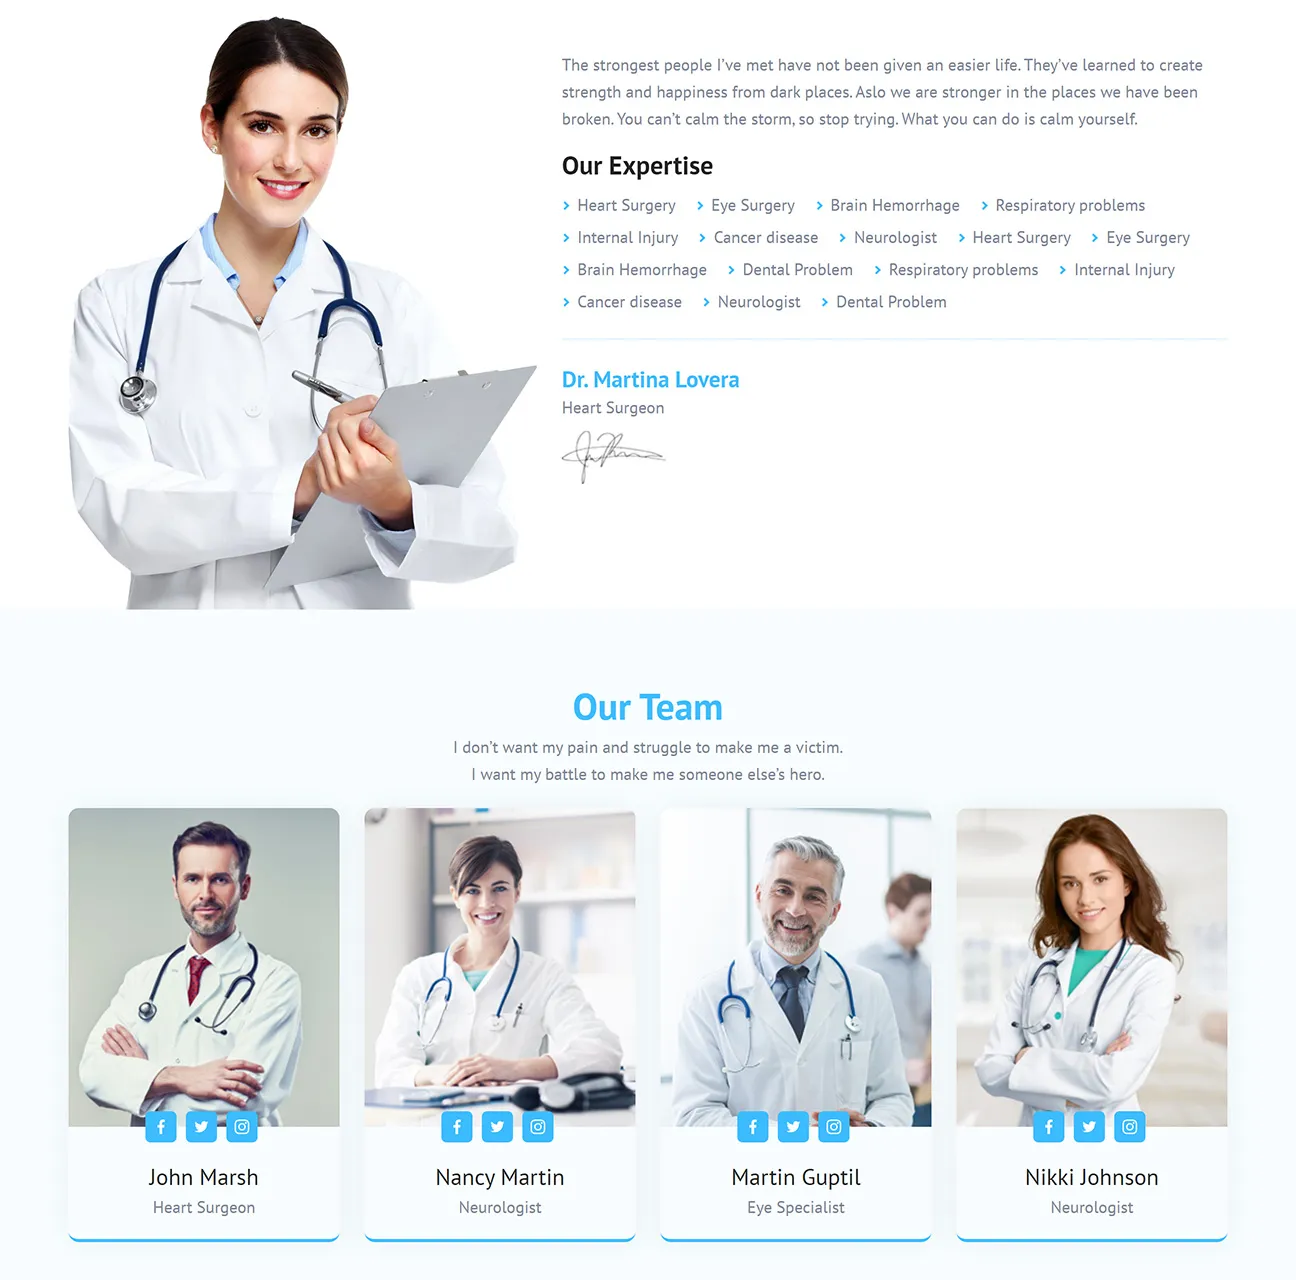 The strongest people I’ve met have not been given an easier life. They’ve learned to create
strength and happiness from dark places. Aslo we are stronger in the places we have been
broken. You can’t calm the storm, so stop trying. What you can do is calm yourself.
Our Expertise
Heart Surgery Eye Surgery Brain Hemorrhage Respiratory problems
Internal Injury Cancer disease Neurologist Heart Surgery Eye Surgery
Brain Hemorrhage Dental Problem Respiratory problems Internal Injury
Cancer disease Neurologist Dental Problem
Dr. Martina Lovera
Heart Surgeon
Our Team
I don’t want my pain and struggle to make me a victim.
I want my battle to make me someone else’s hero.
John Marsh
Heart Surgeon
Nancy Martin
Neurologist
Martin Guptil
Eye Specialist
Nikki Johnson
Neurologist